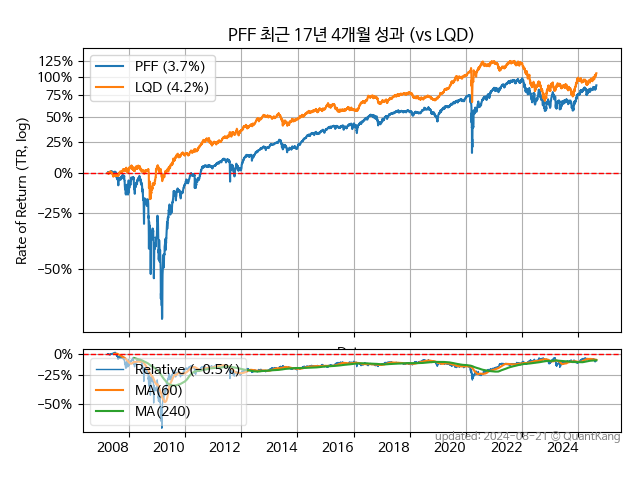 PFF 최근 17년 4개월 성과 (vs LQD)
Rate of Return (TR, log)
125%
100%
75%
50%
25%
0%
−25%
−50%
PFF (3.7%)
LQD (4.2%)
0%
−25%
−50%
Relative (−0.5%)
MA(60)
MA(240)
2008 2010 2012 2014 2016 2018 2020 2022 2024
updated: 2024-08-21 © QuantKang